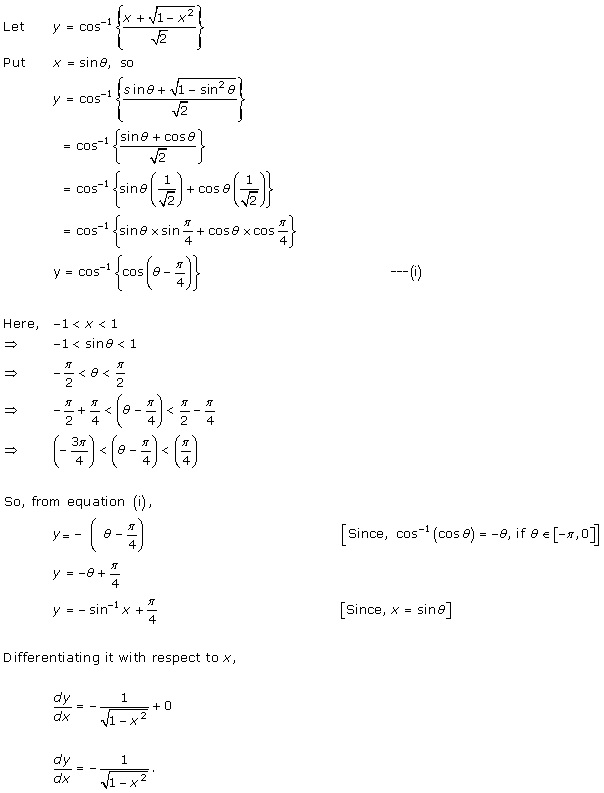 Let y = cos⁻¹ {(x + √(1 − x²))/√2}
Put x = sinθ, so
y = cos⁻¹ {(sinθ + √(1 − sin²θ))/√2}
= cos⁻¹ {(sinθ + cosθ)/√2}
= cos⁻¹ {sinθ (1/√2) + cosθ (1/√2)}
= cos⁻¹ {sinθ × sin π/4 + cosθ × cos π/4}
y = cos⁻¹ {cos (θ − π/4)} ---(i)
Here, −1 < x < 1
⇒ −1 < sinθ < 1
⇒ −π/2 < θ < π/2
⇒ −π/2 + π/4 < (θ − π/4) < π/2 − π/4
⇒ (−3π/4) < (θ − π/4) < (π/4)
So, from equation (i),
y = − (θ − π/4) [Since, cos⁻¹(cosθ) = −θ, if θ ∈ [−π, 0]]
y = −θ + π/4
y = − sin⁻¹ x + π/4 [Since, x = sinθ]
Differentiating it with respect to x,
dy/dx = − 1/√(1 − x²) + 0
dy/dx = − 1/√(1 − x²).